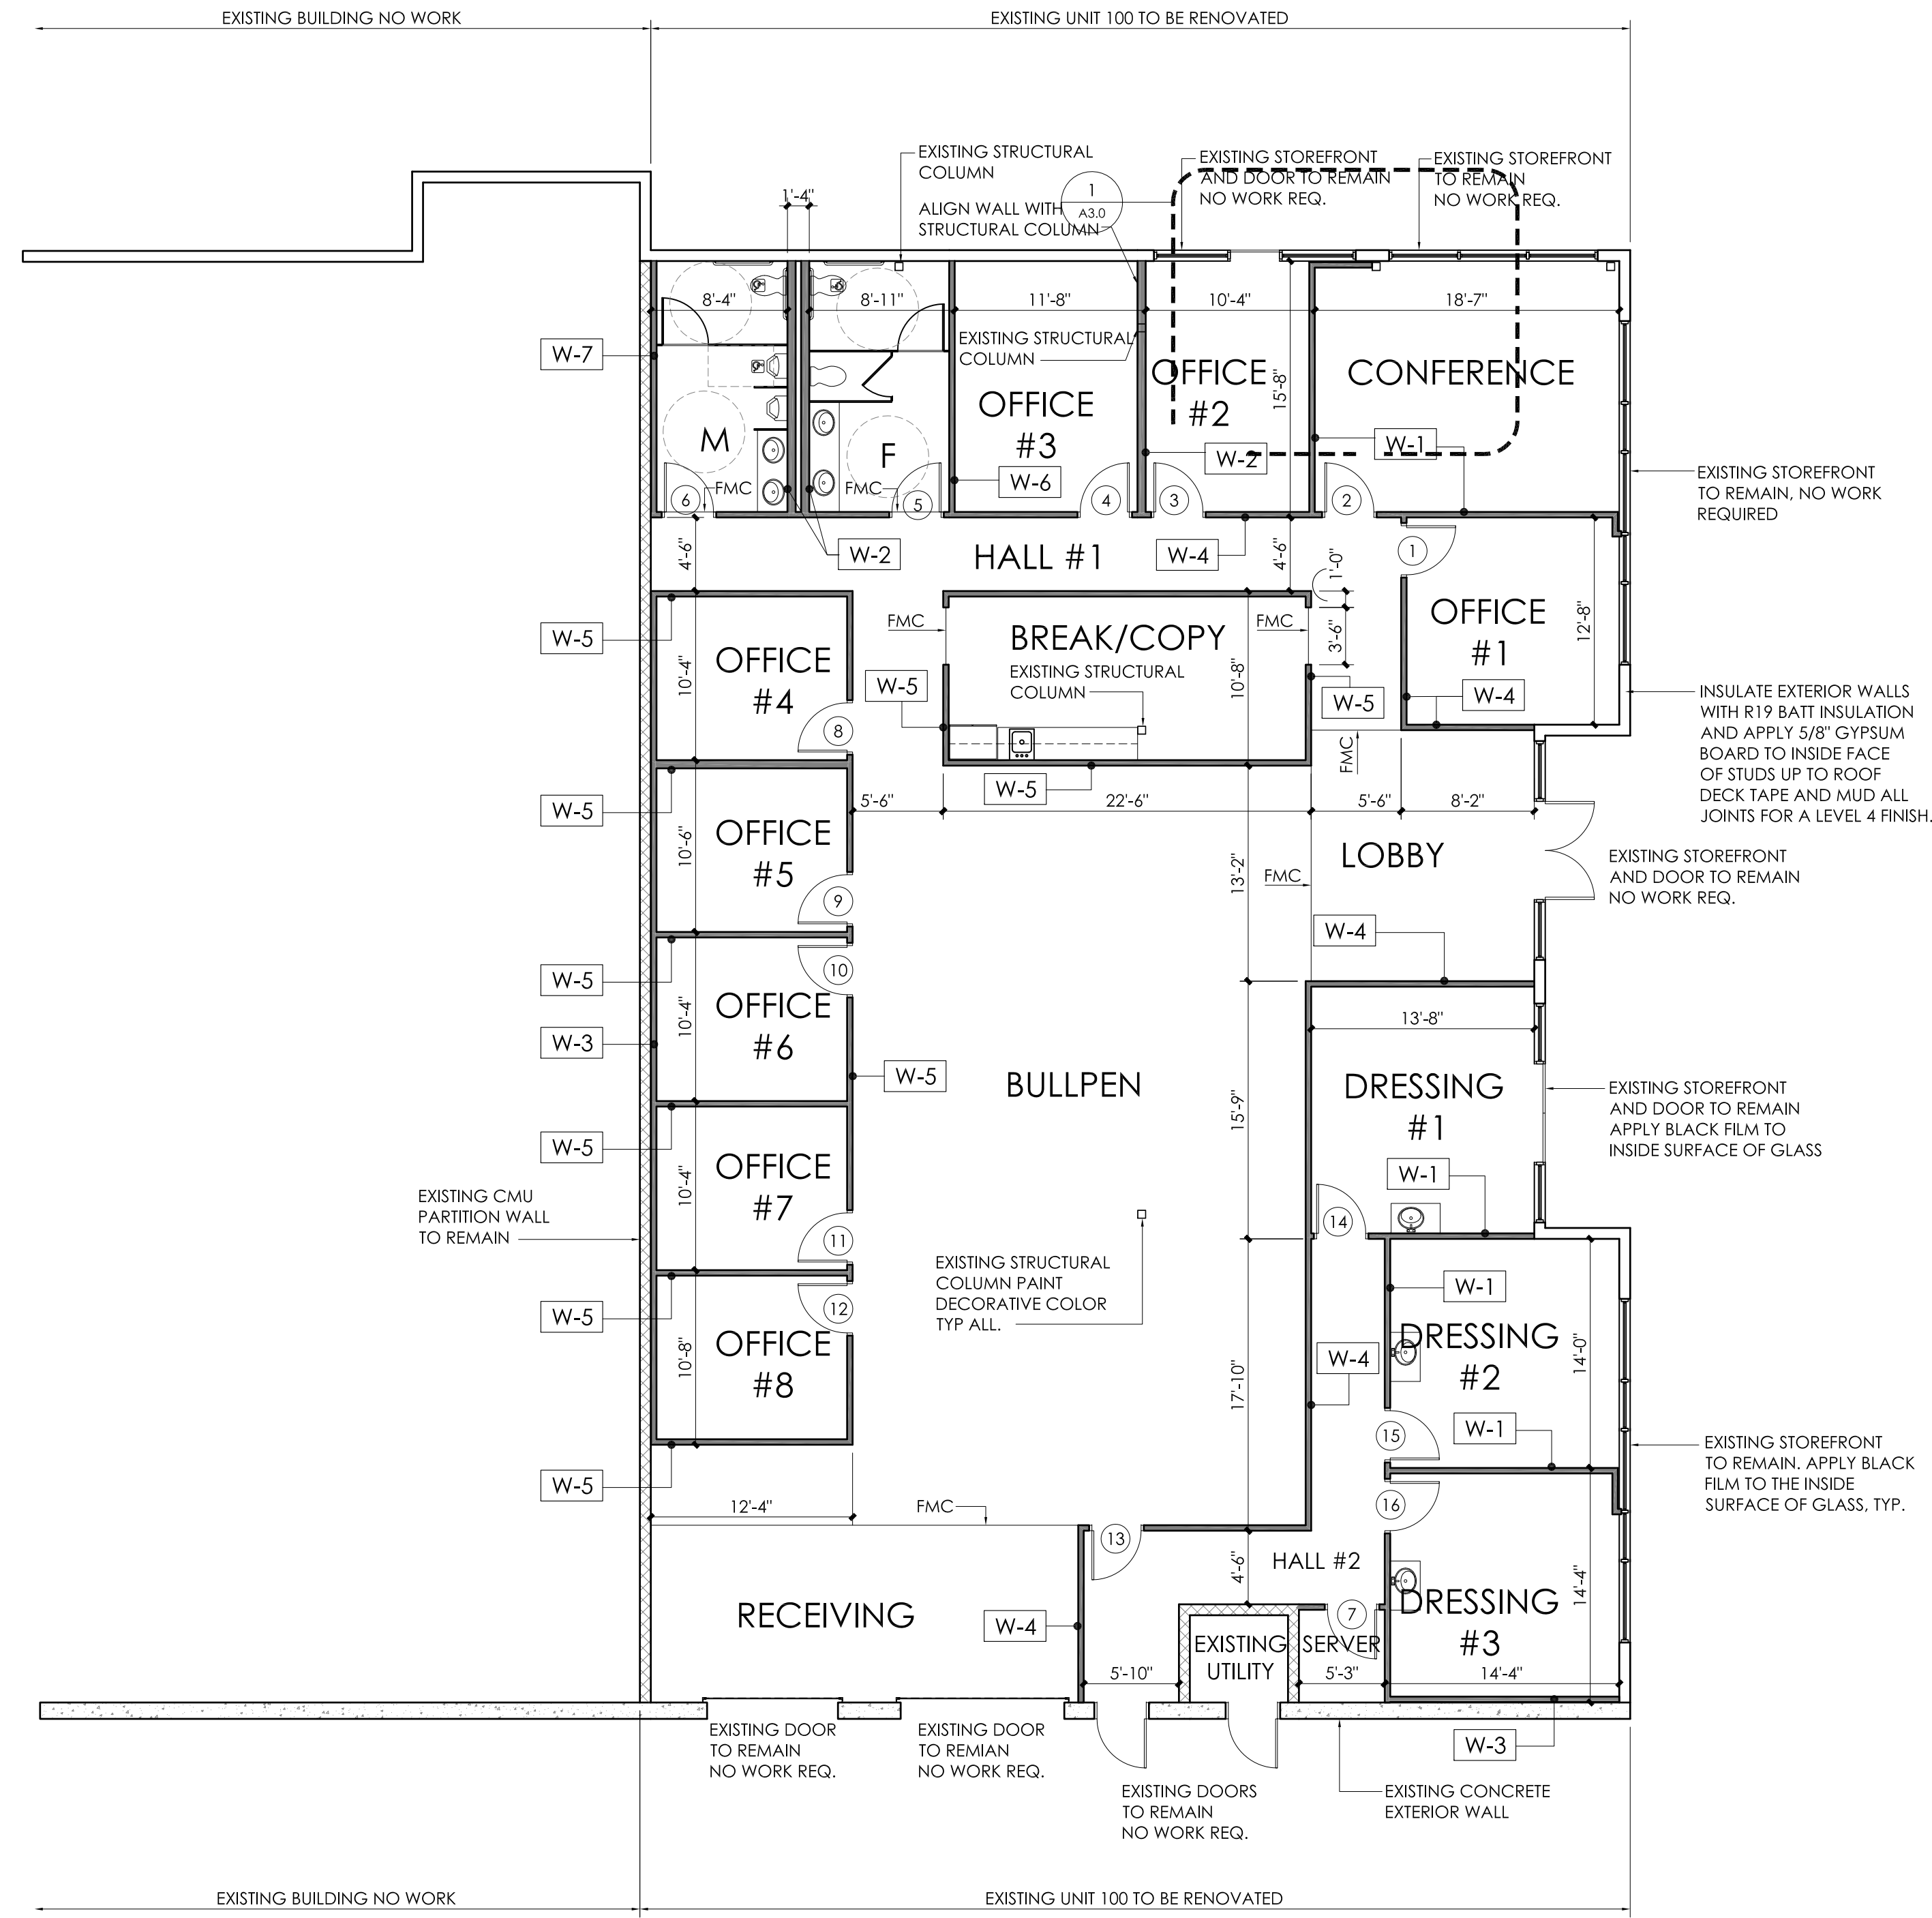 EXISTING BUILDING NO WORK
EXISTING UNIT 100 TO BE RENOVATED
EXISTING STRUCTURAL
COLUMN
ALIGN WALL WITH
STRUCTURAL COLUMN
1
A3.0
EXISTING STOREFRONT
AND DOOR TO REMAIN
NO WORK REQ.
EXISTING STOREFRONT
TO REMAIN
NO WORK REQ.
1'-4"
8'-4"
8'-11"
11'-8"
10'-4"
18'-7"
W-7
EXISTING STRUCTURAL
COLUMN
OFFICE
#3
OFFICE
#2
15'-8"
CONFERENCE
M
F
W-6
W-2
W-1
FMC
FMC
6
5
4
3
2
EXISTING STOREFRONT
TO REMAIN, NO WORK
REQUIRED
4'-6"
W-2
HALL #1
W-4
4'-6"
1'-0"
1
W-5
OFFICE
#4
10'-4"
8
FMC
BREAK/COPY
EXISTING STRUCTURAL
COLUMN
FMC
3'-6"
10'-8"
W-5
W-5
OFFICE
#1
12'-8"
W-4
INSULATE EXTERIOR WALLS
WITH R19 BATT INSULATION
AND APPLY 5/8" GYPSUM
BOARD TO INSIDE FACE
OF STUDS UP TO ROOF
DECK TAPE AND MUD ALL
JOINTS FOR A LEVEL 4 FINISH.
FMC
W-5
W-5
5'-6"
22'-6"
5'-6"
8'-2"
OFFICE
#5
10'-6"
9
13'-2"
FMC
LOBBY
EXISTING STOREFRONT
AND DOOR TO REMAIN
NO WORK REQ.
W-4
W-5
10
OFFICE
#6
10'-4"
W-3
W-5
13'-8"
BULLPEN
15'-9"
DRESSING
#1
EXISTING STOREFRONT
AND DOOR TO REMAIN
APPLY BLACK FILM TO
INSIDE SURFACE OF GLASS
W-5
W-1
OFFICE
#7
10'-4"
11
14
EXISTING CMU
PARTITION WALL
TO REMAIN
EXISTING STRUCTURAL
COLUMN PAINT
DECORATIVE COLOR
TYP ALL.
W-5
12
OFFICE
#8
10'-8"
17'-10"
W-4
W-1
DRESSING
#2
14'-0"
15
W-1
EXISTING STOREFRONT
TO REMAIN. APPLY BLACK
FILM TO THE INSIDE
SURFACE OF GLASS, TYP.
W-5
12'-4"
FMC
16
13
4'-6"
HALL #2
RECEIVING
W-4
7
DRESSING
#3
14'-4"
EXISTING
UTILITY
SERVER
5'-10"
5'-3"
14'-4"
EXISTING DOOR
TO REMAIN
NO WORK REQ.
EXISTING DOOR
TO REMIAN
NO WORK REQ.
W-3
EXISTING DOORS
TO REMAIN
NO WORK REQ.
EXISTING CONCRETE
EXTERIOR WALL
EXISTING BUILDING NO WORK
EXISTING UNIT 100 TO BE RENOVATED